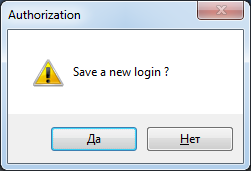 Authorization
Save a new login ?
Да
Нет